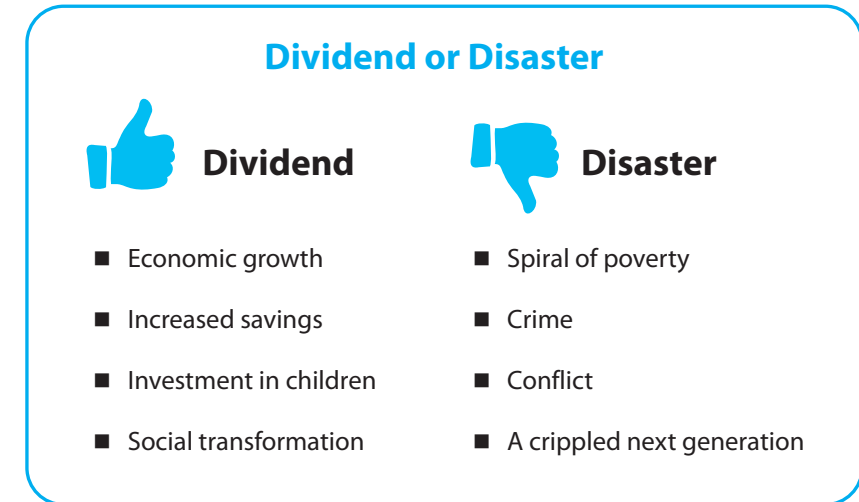 Dividend or Disaster
Dividend
■ Economic growth
■ Increased savings
■ Investment in children
■ Social transformation
Disaster
■ Spiral of poverty
■ Crime
■ Conflict
■ A crippled next generation